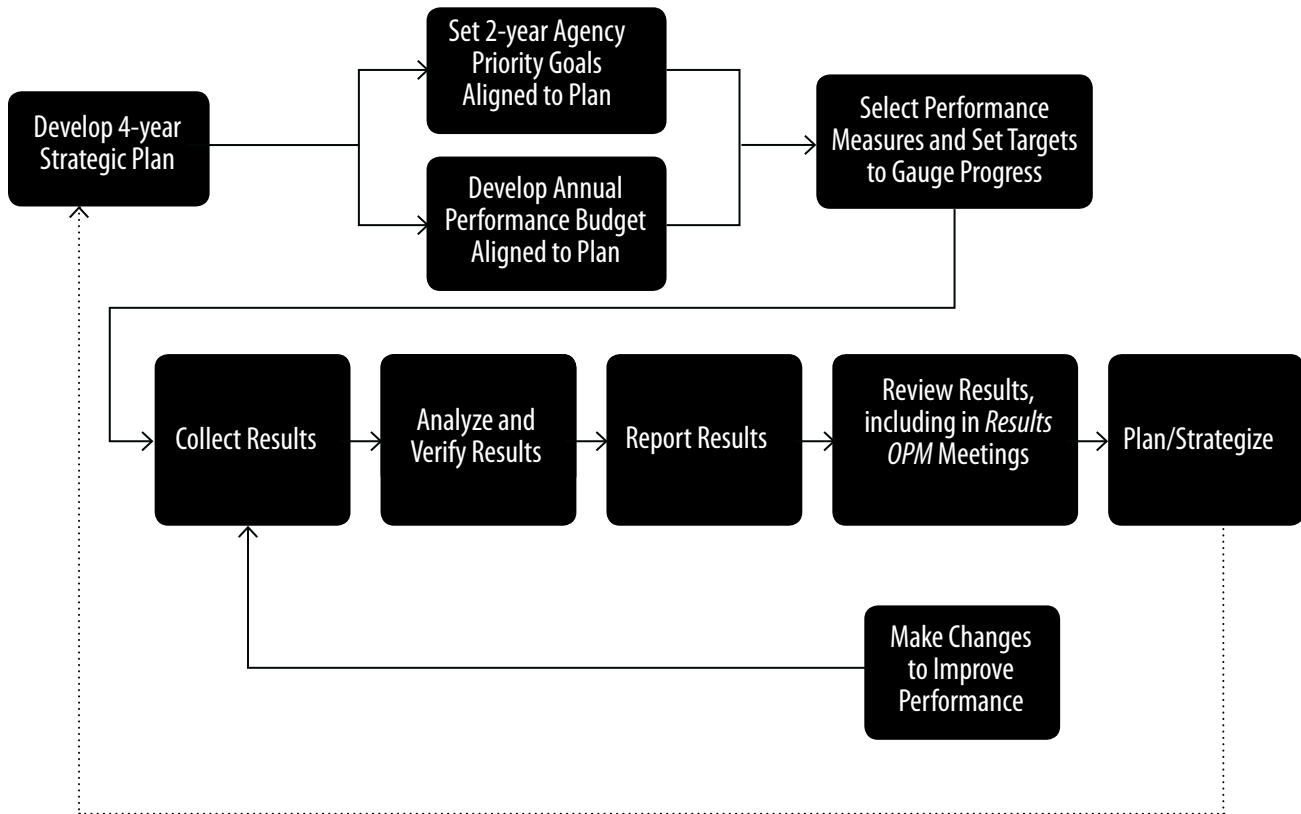 Develop 4-year
Strategic Plan
Set 2-year Agency
Priority Goals
Aligned to Plan
Develop Annual
Performance Budget
Aligned to Plan
Select Performance
Measures and Set Targets
to Gauge Progress
Collect Results
Analyze and
Verify Results
Report Results
Review Results,
including in Results
OPM Meetings
Plan/Strategize
Make Changes
to Improve
Performance